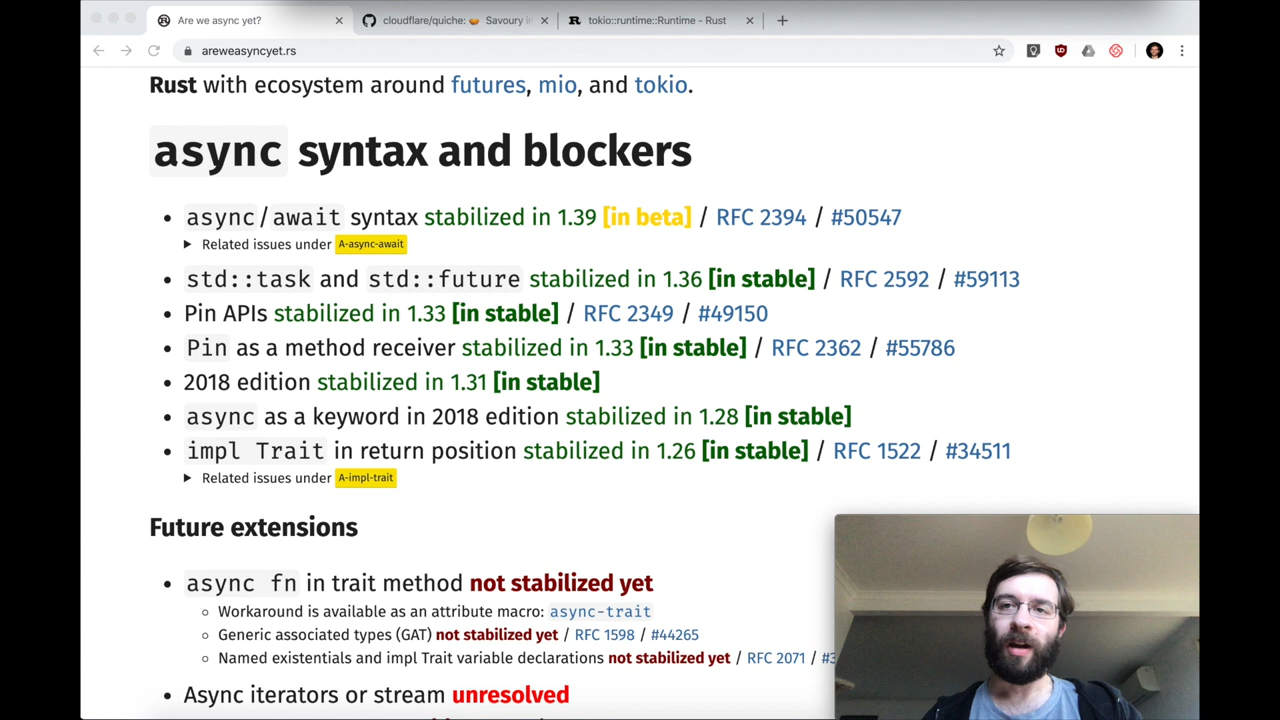 Are we async yet?
cloudflare/quiche: 🥧 Savoury in
tokio::runtime::Runtime - Rust
areweasyncyet.rs
Rust with ecosystem around futures, mio, and tokio.
async syntax and blockers
• async/await syntax stabilized in 1.39 [in beta] / RFC 2394 / #50547
▶ Related issues under A-async-await
• std::task and std::future stabilized in 1.36 [in stable] / RFC 2592 / #59113
• Pin APIs stabilized in 1.33 [in stable] / RFC 2349 / #49150
• Pin as a method receiver stabilized in 1.33 [in stable] / RFC 2362 / #55786
• 2018 edition stabilized in 1.31 [in stable]
• async as a keyword in 2018 edition stabilized in 1.28 [in stable]
• impl Trait in return position stabilized in 1.26 [in stable] / RFC 1522 / #34511
▶ Related issues under A-impl-trait
Future extensions
• async fn in trait method not stabilized yet
◦ Workaround is available as an attribute macro: async-trait
◦ Generic associated types (GAT) not stabilized yet / RFC 1598 / #44265
◦ Named existentials and impl Trait variable declarations not stabilized yet / RFC 2071 /
• Async iterators or stream unresolved